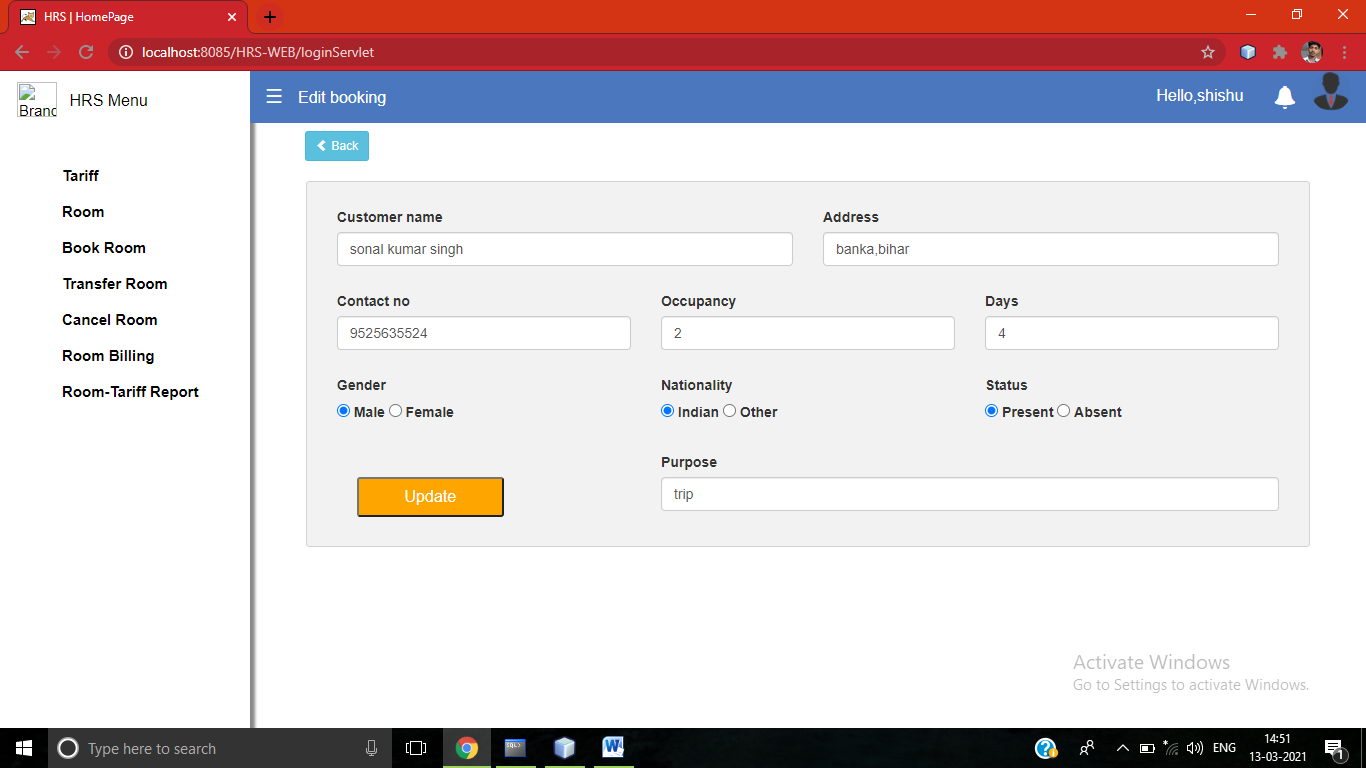 HRS | HomePage
localhost:8085/HRS-WEB/loginServlet
Branc
HRS Menu
Edit booking
Hello,shishu
Back
Tariff
Room
Book Room
Transfer Room
Cancel Room
Room Billing
Room-Tariff Report
Customer name
Address
sonal kumar singh
banka,bihar
Contact no
Occupancy
Days
9525635524
2
4
Gender
Nationality
Status
Male Female
Indian Other
Present Absent
Purpose
Update
trip
Activate Windows
Go to Settings to activate Windows.
Type here to search
ENG
14:51
13-03-2021
1